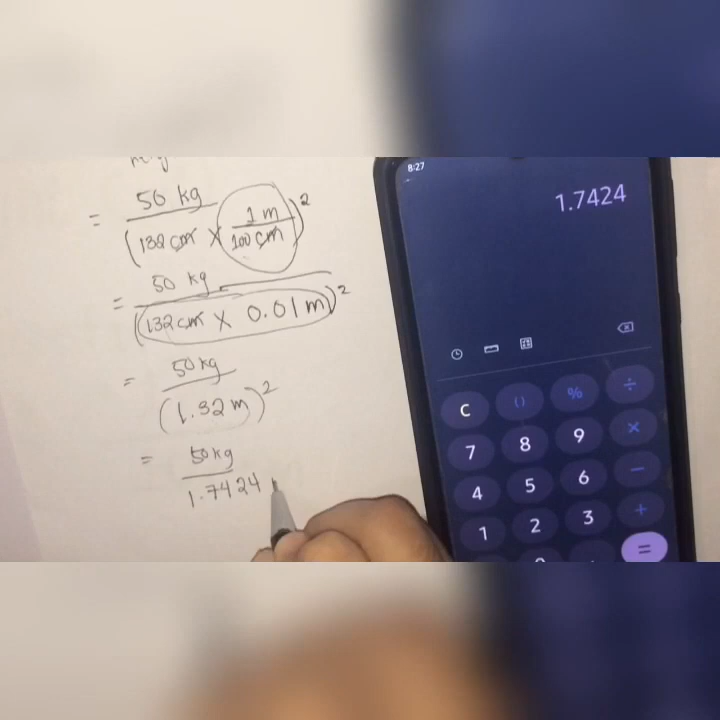 = 50 kg / (132 cm × 1 m / 100 cm)²
= 50 kg / (132 cm × 0.01 m)²
= 50 kg / (1.32 m)²
= 50 kg / 1.7424
8:27
1.7424
C () % ÷
7 8 9 ×
4 5 6 −
1 2 3 +
=